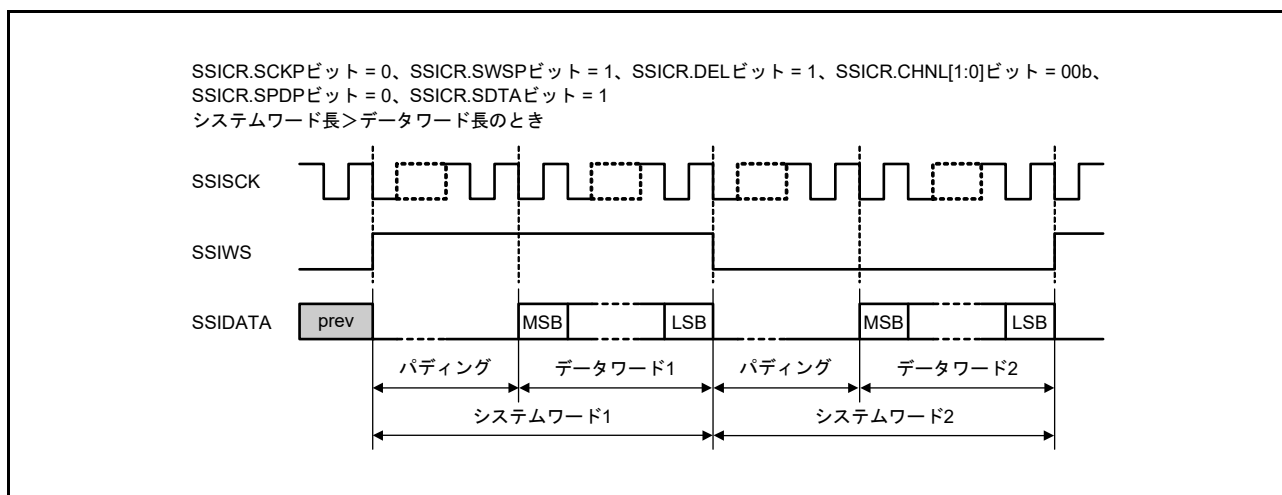 SSICR.SCKPビット = 0、SSICR.SWSPビット = 1、SSICR.DELビット = 1、SSICR.CHNL[1:0]ビット = 00b、
SSICR.SPDPビット = 0、SSICR.SDTAビット = 1
システムワード長＞データワード長のとき
SSISCK
SSIWS
SSIDATA prev MSB LSB MSB LSB
パディング データワード1 パディング データワード2
システムワード1 システムワード2